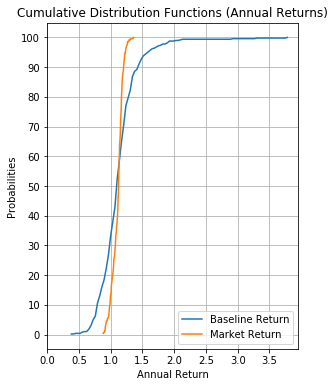 Cumulative Distribution Functions (Annual Returns)
100
90
80
70
60
50
40
30
20
10
0
Probabilities
0.0 0.5 1.0 1.5 2.0 2.5 3.0 3.5
Annual Return
Baseline Return
Market Return